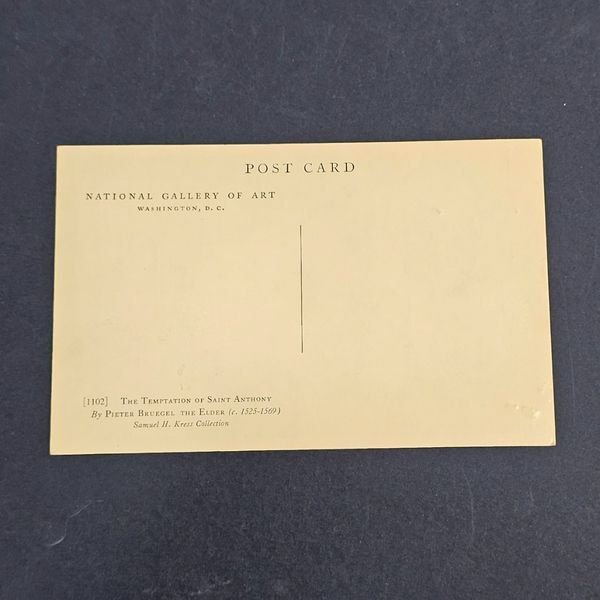 POST CARD
NATIONAL GALLERY OF ART
WASHINGTON, D. C.
[1102] THE TEMPTATION OF SAINT ANTHONY
By PIETER BRUEGEL THE ELDER (c. 1525-1569)
Samuel H. Kress Collection